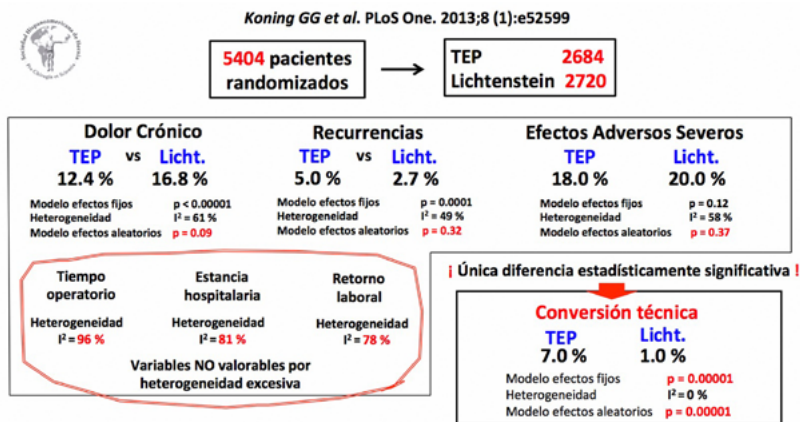 Sociedad Hispanoamericana de Hernia
Koning GG et al. PLoS One. 2013;8 (1):e52599
5404 pacientes
randomizados
TEP 2684
Lichtenstein 2720
Dolor Crónico
TEP vs Licht.
12.4 % 16.8 %
Modelo efectos fijos p < 0.00001
Heterogeneidad I² = 61 %
Modelo efectos aleatorios p = 0.09
Recurrencias
TEP vs Licht.
5.0 % 2.7 %
Modelo efectos fijos p = 0.0001
Heterogeneidad I² = 49 %
Modelo efectos aleatorios p = 0.32
Efectos Adversos Severos
TEP Licht.
18.0 % 20.0 %
Modelo efectos fijos p = 0.12
Heterogeneidad I² = 58 %
Modelo efectos aleatorios p = 0.37
Tiempo
operatorio
Heterogeneidad
I² = 96 %
Estancia
hospitalaria
Heterogeneidad
I² = 81 %
Retorno
laboral
Heterogeneidad
I² = 78 %
Variables NO valorables por
heterogeneidad excesiva
¡ Única diferencia estadísticamente significativa !
Conversión técnica
TEP Licht.
7.0 % 1.0 %
Modelo efectos fijos p = 0.00001
Heterogeneidad I² = 0 %
Modelo efectos aleatorios p = 0.00001